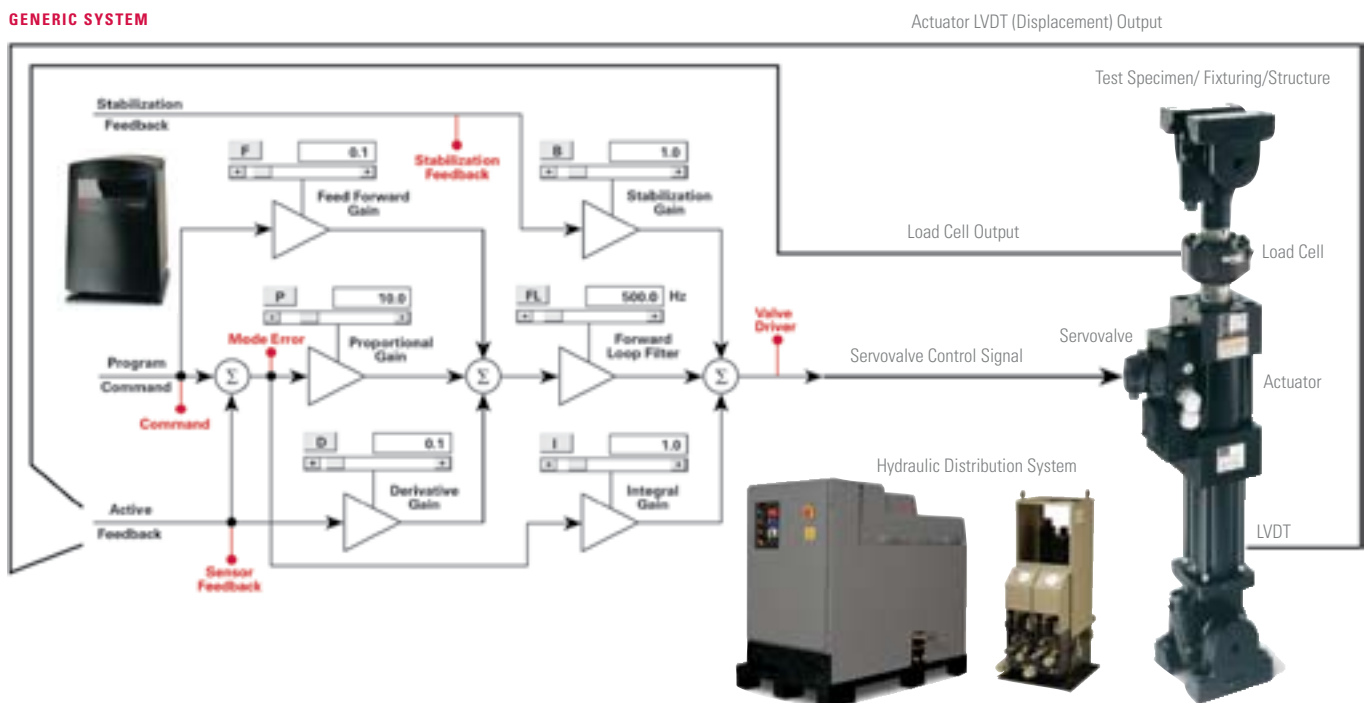 GENERIC SYSTEM
Actuator LVDT (Displacement) Output
Test Specimen/ Fixturing/Structure
Stabilization
Feedback
Stabilization
Feedback
F
0.1
Feed Forward
Gain
B
1.0
Stabilization
Gain
Load Cell Output
Load Cell
P
10.0
Proportional
Gain
Mode Error
FL
500.0 Hz
Forward
Loop Filter
Valve
Driver
Servovalve
Servovalve Control Signal
Actuator
Program
Command
Command
Σ
Σ
Σ
D
0.1
Derivative
Gain
I
1.0
Integral
Gain
Active
Feedback
Sensor
Feedback
Hydraulic Distribution System
LVDT